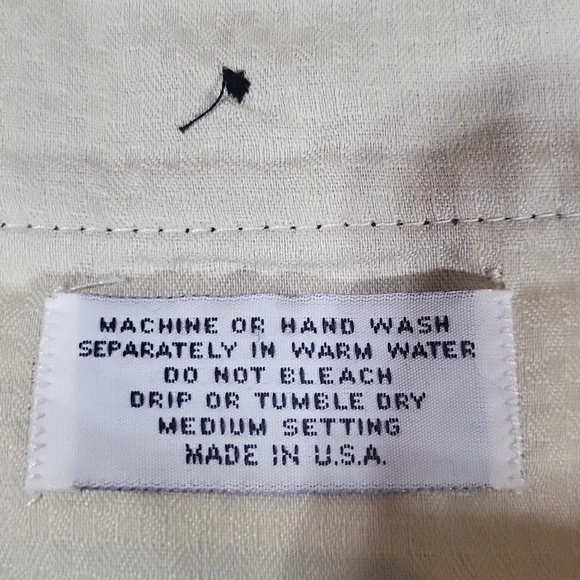 MACHINE OR HAND WASH
SEPARATELY IN WARM WATER
DO NOT BLEACH
DRIP OR TUMBLE DRY
MEDIUM SETTING
MADE IN U.S.A.